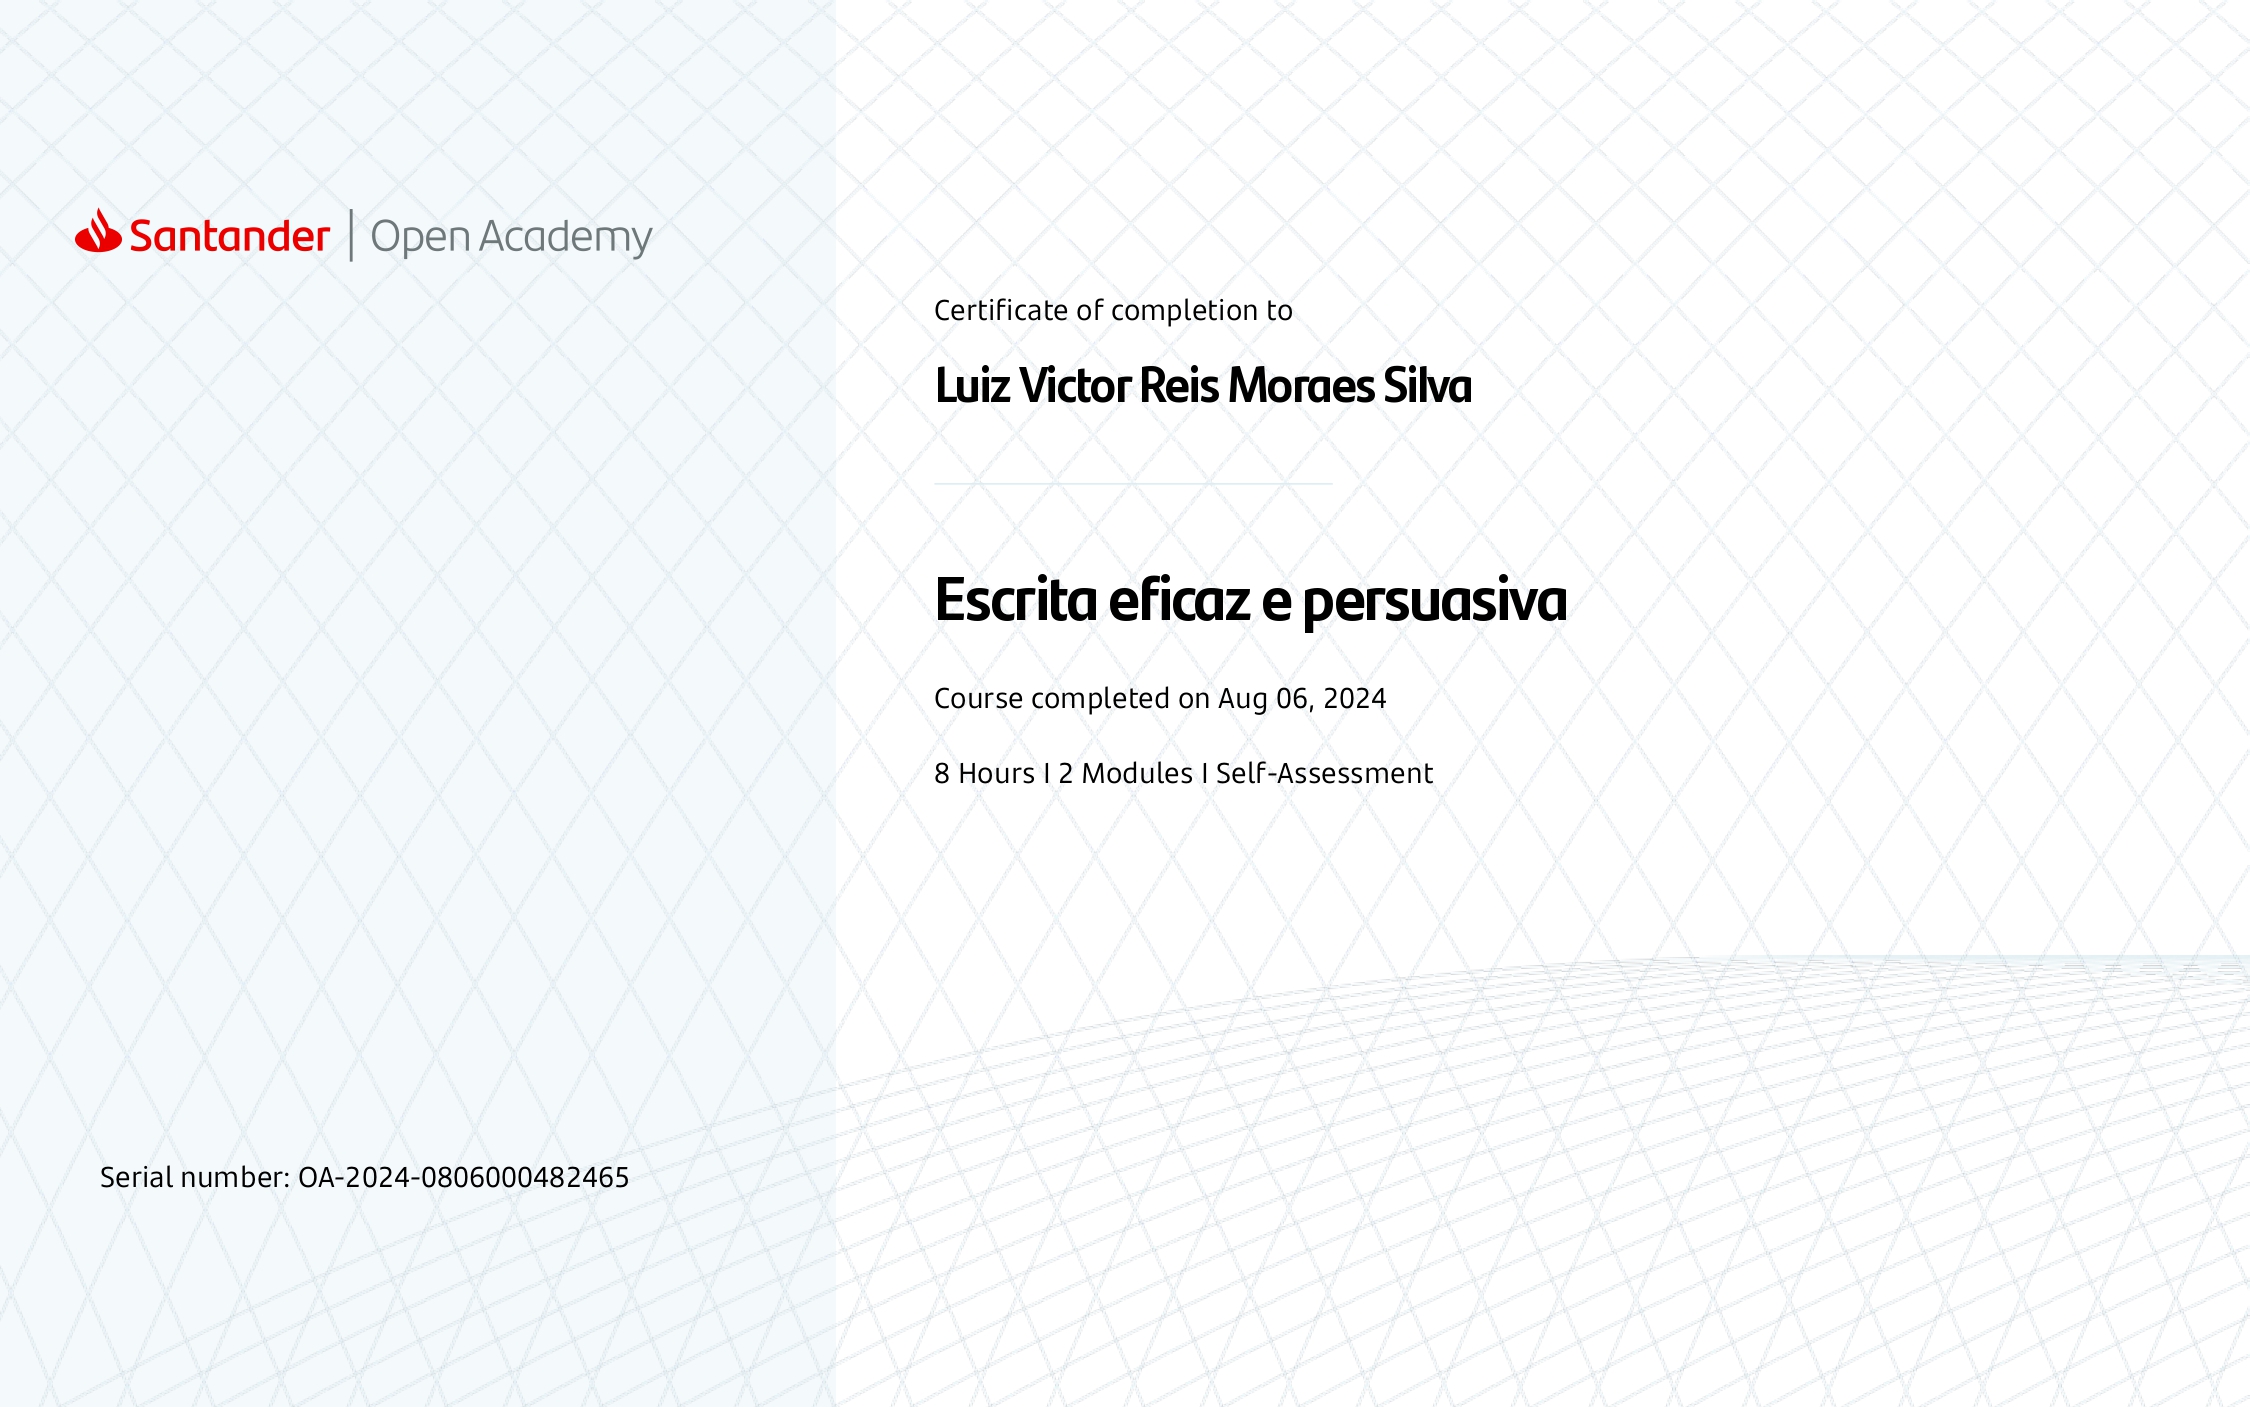 Santander | Open Academy
Certificate of completion to
Luiz Victor Reis Moraes Silva
Escrita eficaz e persuasiva
Course completed on Aug 06, 2024
8 Hours I 2 Modules I Self-Assessment
Serial number: OA-2024-0806000482465